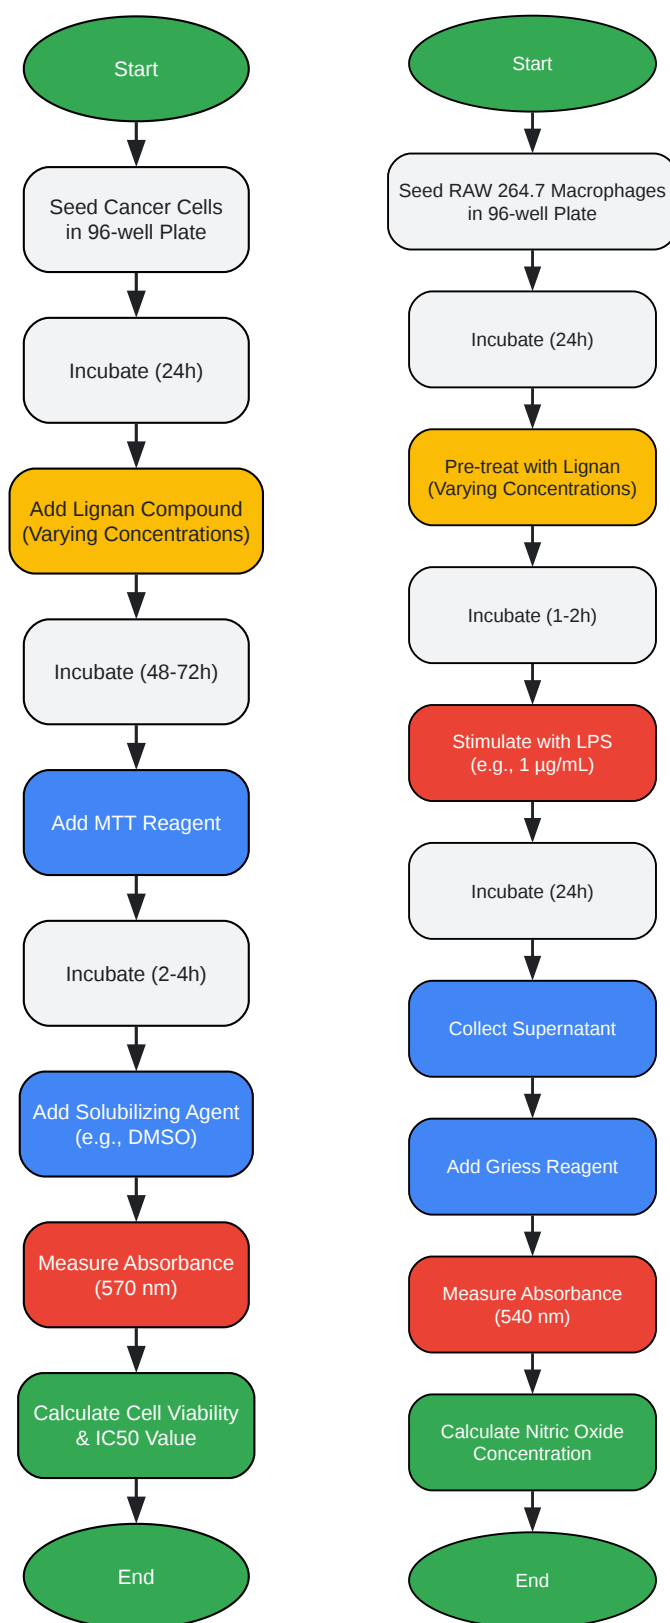 Start
Seed Cancer Cells
in 96-well Plate
Incubate (24h)
Add Lignan Compound
(Varying Concentrations)
Incubate (48-72h)
Add MTT Reagent
Incubate (2-4h)
Add Solubilizing Agent
(e.g., DMSO)
Measure Absorbance
(570 nm)
Calculate Cell Viability
& IC50 Value
End
Start
Seed RAW 264.7 Macrophages
in 96-well Plate
Incubate (24h)
Pre-treat with Lignan
(Varying Concentrations)
Incubate (1-2h)
Stimulate with LPS
(e.g., 1 µg/mL)
Incubate (24h)
Collect Supernatant
Add Griess Reagent
Measure Absorbance
(540 nm)
Calculate Nitric Oxide
Concentration
End